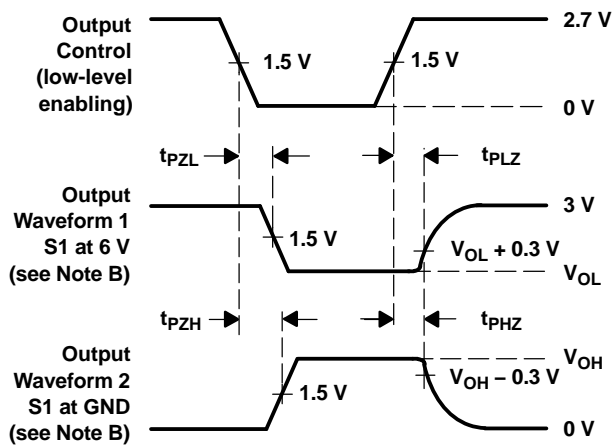 Output
Control
(low-level
enabling)
2.7 V
1.5 V
1.5 V
0 V
tPZL
tPLZ
Output
Waveform 1
S1 at 6 V
(see Note B)
3 V
1.5 V
VOL + 0.3 V
VOL
tPZH
tPHZ
Output
Waveform 2
S1 at GND
(see Note B)
VOH
1.5 V
VOH – 0.3 V
0 V